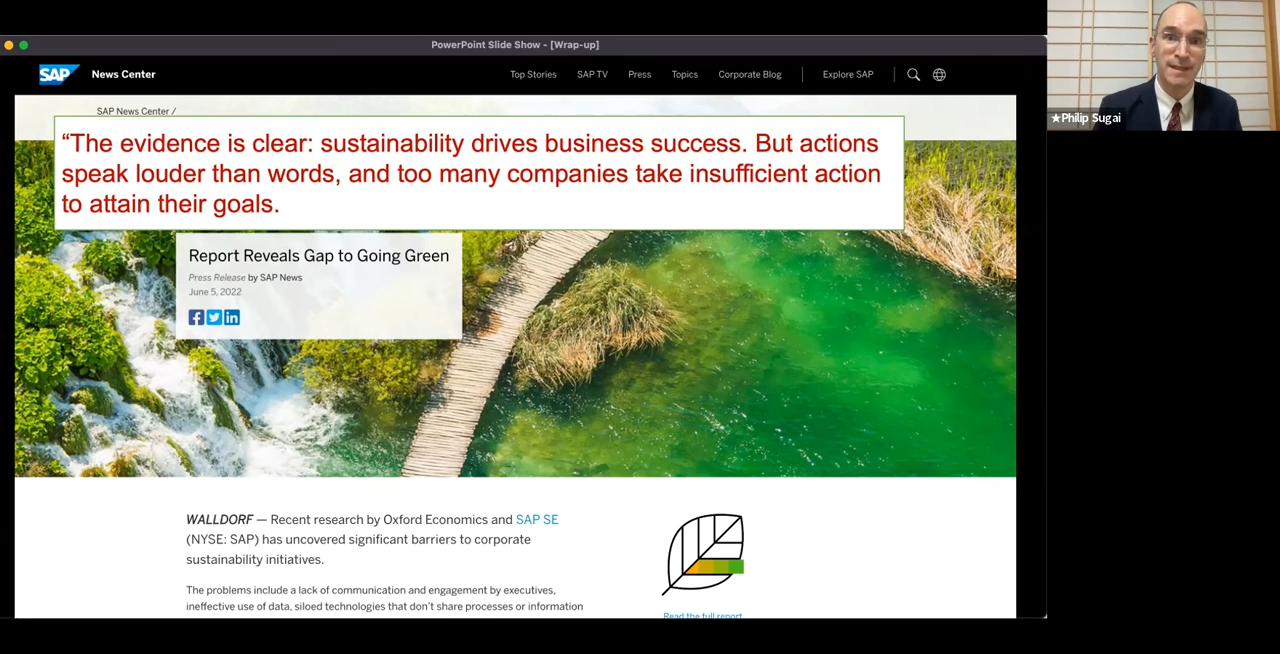 PowerPoint Slide Show - [Wrap-up]
SAP News Center Top Stories SAP TV Press Topics Corporate Blog Explore SAP
SAP News Center /
“The evidence is clear: sustainability drives business success. But actions
speak louder than words, and too many companies take insufficient action
to attain their goals.
Report Reveals Gap to Going Green
Press Release by SAP News
June 5, 2022
WALLDORF — Recent research by Oxford Economics and SAP SE
(NYSE: SAP) has uncovered significant barriers to corporate
sustainability initiatives.
The problems include a lack of communication and engagement by executives,
ineffective use of data, siloed technologies that don’t share processes or information
Read the full report
★Philip Sugai